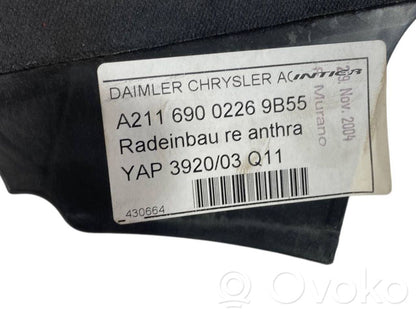 DAIMLER CHRYSLER AG INTIER
A211 690 0226 9B55
Radeinbau re anthra
YAP 3920/03 Q11
430664
29 Nov. 2004
F. Murano
Ovoko